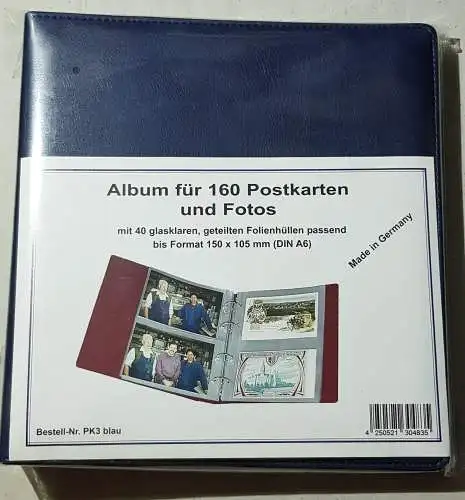 Album für 160 Postkarten
und Fotos
mit 40 glasklaren, geteilten Folienhüllen passend
bis Format 150 x 105 mm (DIN A6)
Made in Germany
Bestell-Nr. PK3 blau
4 250521 304835